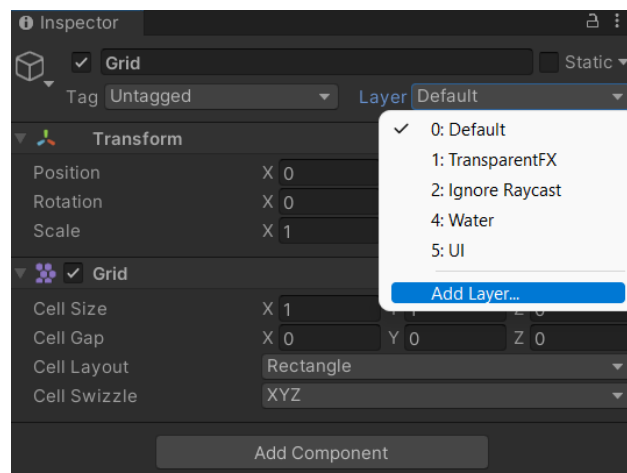 Inspector
Grid
Static
Tag Untagged Layer Default
0: Default
1: TransparentFX
2: Ignore Raycast
4: Water
5: UI
Add Layer...
Transform
Position X 0
Rotation X 0
Scale X 1
Grid
Cell Size X 1
Cell Gap X 0 Y 0 Z 0
Cell Layout Rectangle
Cell Swizzle XYZ
Add Component